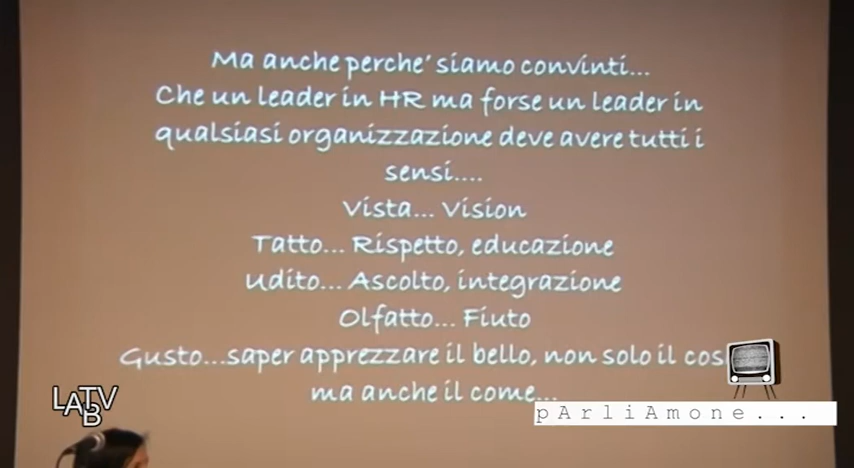 Ma anche perche' siamo convinti...
Che un leader in HR ma forse un leader in
qualsiasi organizzazione deve avere tutti i
sensi....
Vista... Vision
Tatto... Rispetto, educazione
Udito... Ascolto, integrazione
Olfatto... Fiuto
Gusto...saper apprezzare il bello, non solo il
ma anche il come...
LABTV
pArliAmone...